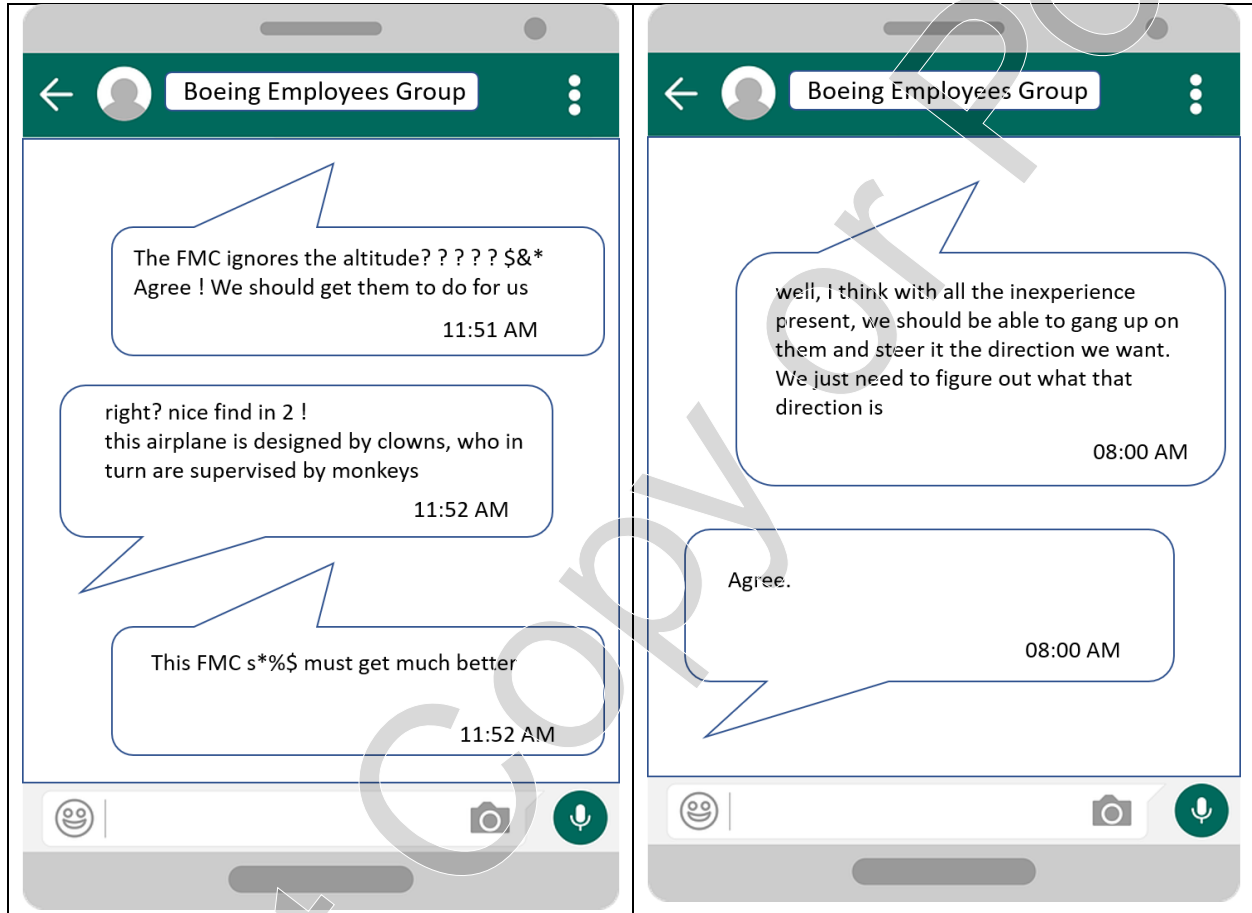 Boeing Employees Group
The FMC ignores the altitude? ? ? ? ? $&*
Agree ! We should get them to do for us
11:51 AM
right? nice find in 2 !
this airplane is designed by clowns, who in
turn are supervised by monkeys
11:52 AM
This FMC s*%$ must get much better
11:52 AM
Boeing Employees Group
well, I think with all the inexperience
present, we should be able to gang up on
them and steer it the direction we want.
We just need to figure out what that
direction is
08:00 AM
Agree.
08:00 AM
Copy or Po